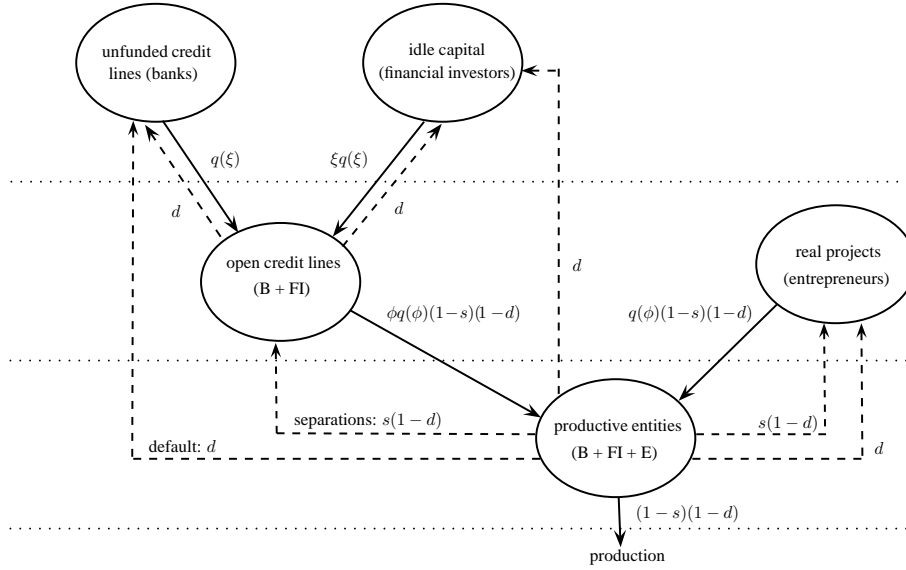 unfunded credit
lines (banks)
idle capital
(financial investors)
q(ξ)
ξq(ξ)
d
d
open credit lines
(B + FI)
real projects
(entrepreneurs)
d
ϕq(ϕ)(1−s)(1−d)
q(ϕ)(1−s)(1−d)
separations: s(1 − d)
productive entities
(B + FI + E)
s(1 − d)
default: d
d
(1 − s)(1 − d)
production